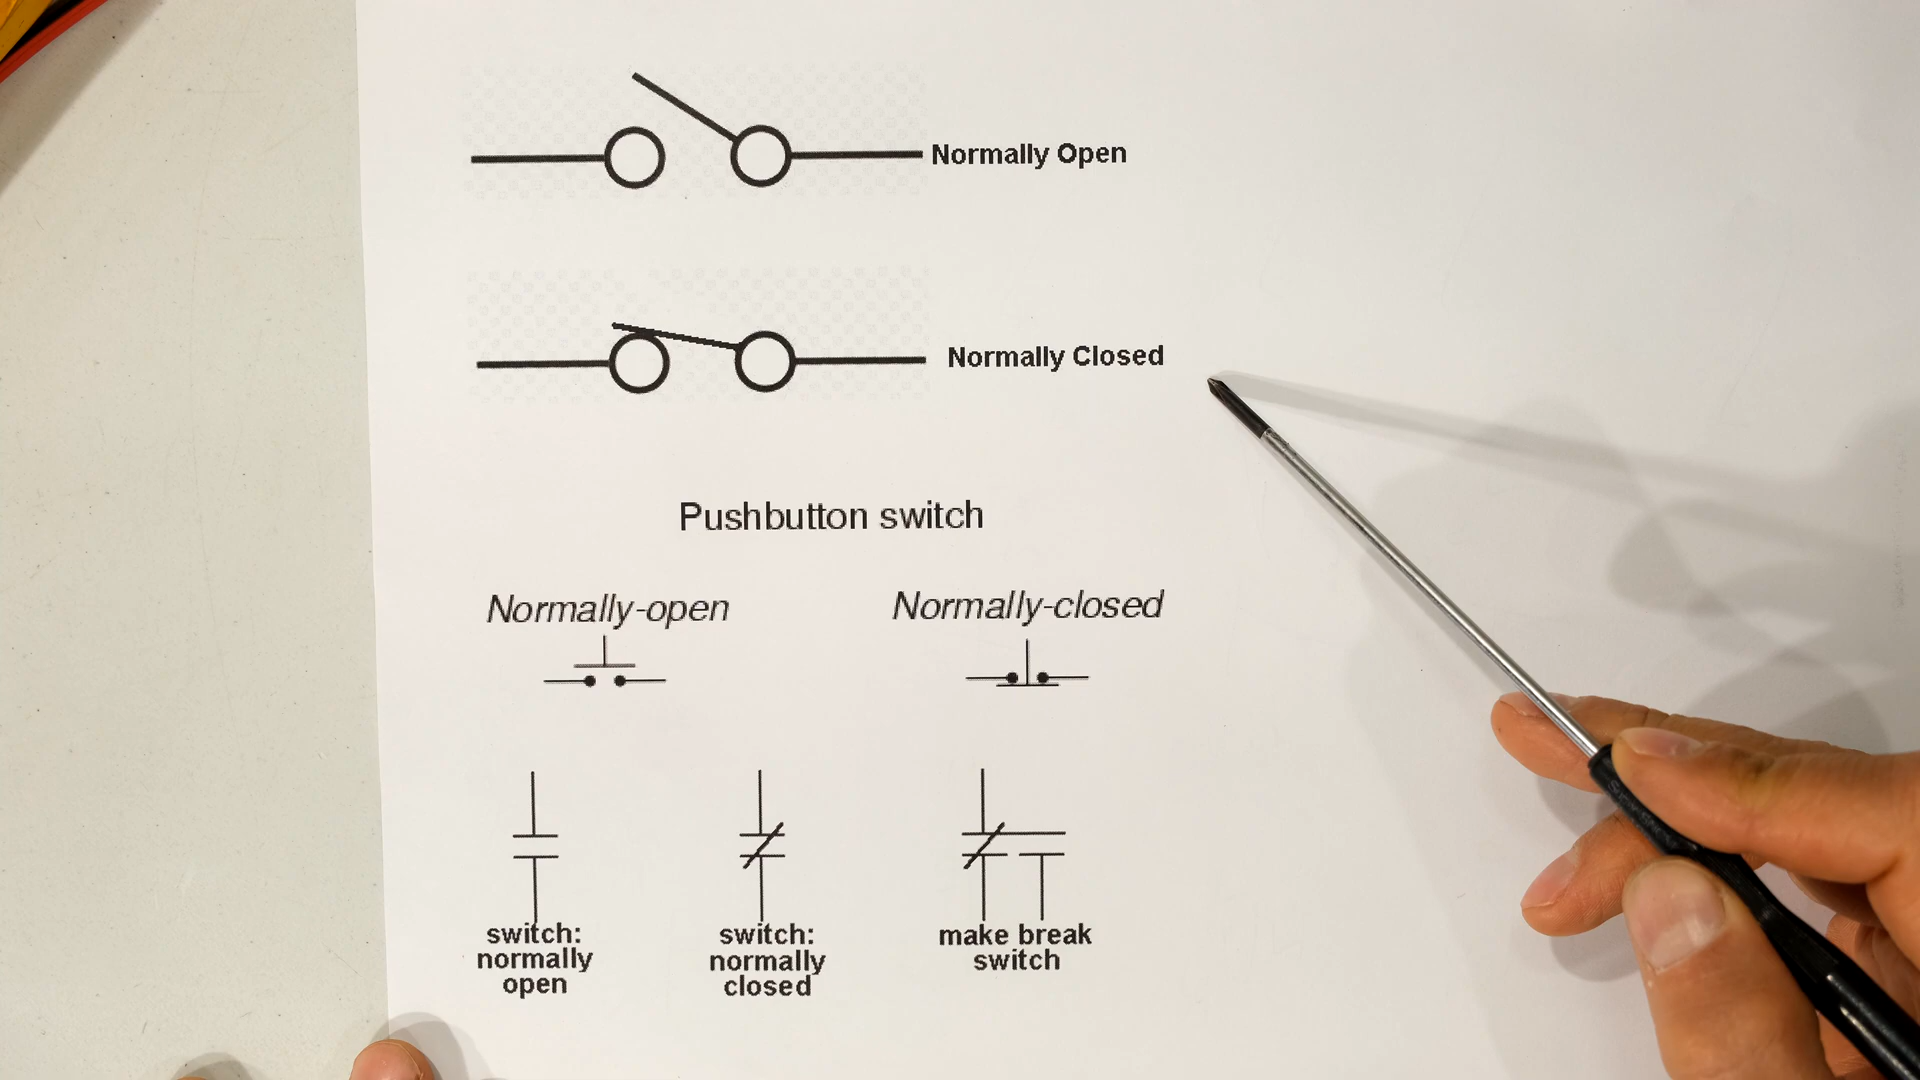 Normally Open
Normally Closed
Pushbutton switch
Normally-open
Normally-closed
switch:
normally
open
switch:
normally
closed
make break
switch